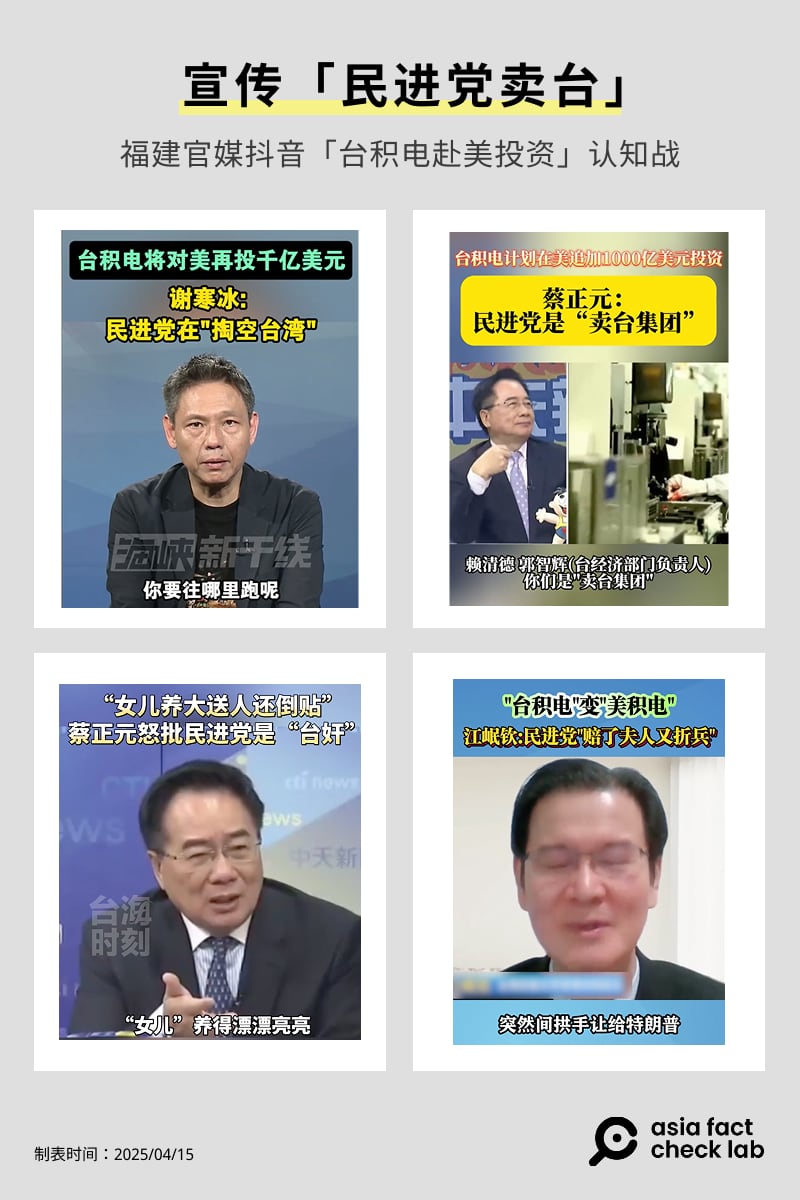 宣传「民进党卖台」
福建官媒抖音「台积电赴美投资」认知战
台积电将对美再投千亿美元
谢寒冰:
民进党在"掏空台湾"
海峡新干线
你要往哪里跑呢
台积电计划在美追加1000亿美元投资
蔡正元：
民进党是“卖台集团”
赖清德 郭智辉(台经济部门负责人)
你们是"卖台集团"
“女儿养大送人还倒贴”
蔡正元怒批民进党是“台奸”
cti news
ews
ews
中天新
台海
时刻
“女儿”养得漂漂亮亮
"台积电"变"美积电"
江岷钦:民进党"赔了夫人又折兵"
突然间拱手让给特朗普
制表时间：2025/04/15
asia fact
check lab